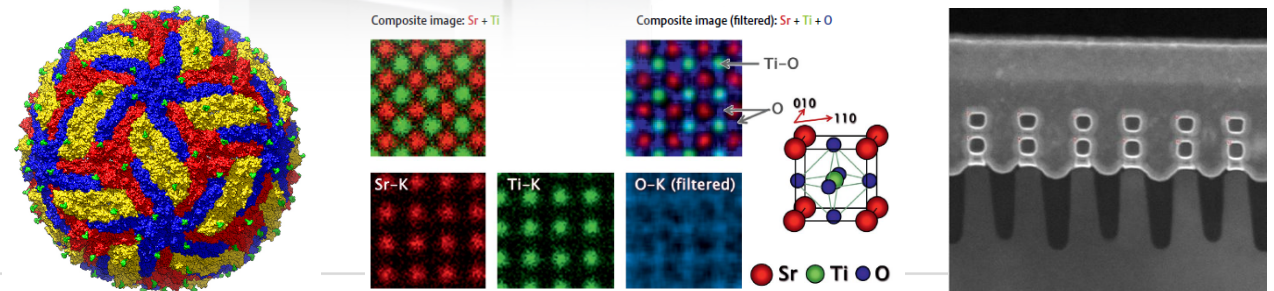 Composite image: Sr + Ti
Composite image (filtered): Sr + Ti + O
Ti-O
O
010
110
Sr-K
Ti-K
O-K (filtered)
Sr Ti O